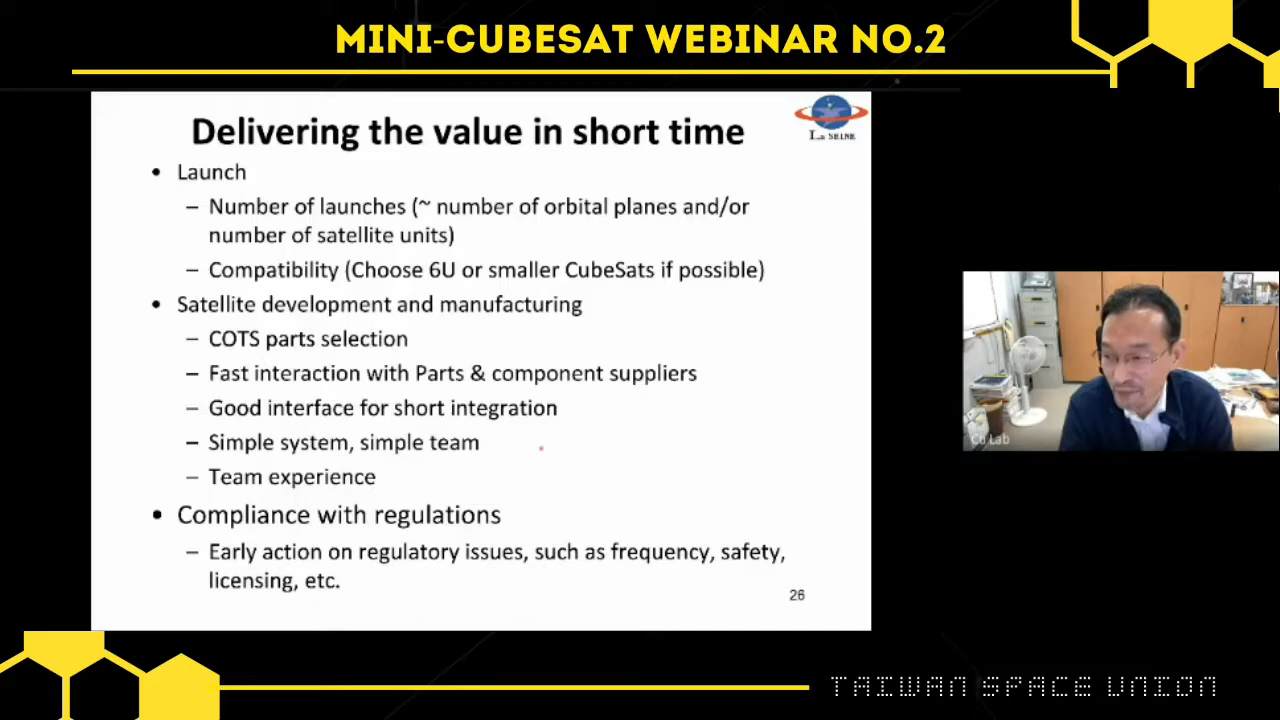 MINI-CUBESAT WEBINAR NO.2
Delivering the value in short time
La SEINE
• Launch
– Number of launches (~ number of orbital planes and/or
number of satellite units)
– Compatibility (Choose 6U or smaller CubeSats if possible)
• Satellite development and manufacturing
– COTS parts selection
– Fast interaction with Parts & component suppliers
– Good interface for short integration
– Simple system, simple team
– Team experience
• Compliance with regulations
– Early action on regulatory issues, such as frequency, safety,
licensing, etc.
26
Lab
TAIWAN SPACE UNION